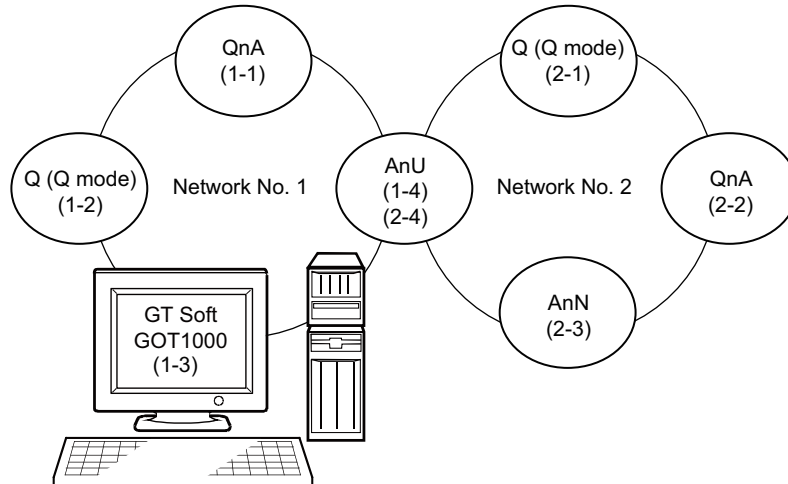 QnA
(1-1)
Q (Q mode)
(2-1)
Q (Q mode)
(1-2)
Network No. 1
AnU
(1-4)
(2-4)
Network No. 2
QnA
(2-2)
GT Soft
GOT1000
(1-3)
AnN
(2-3)